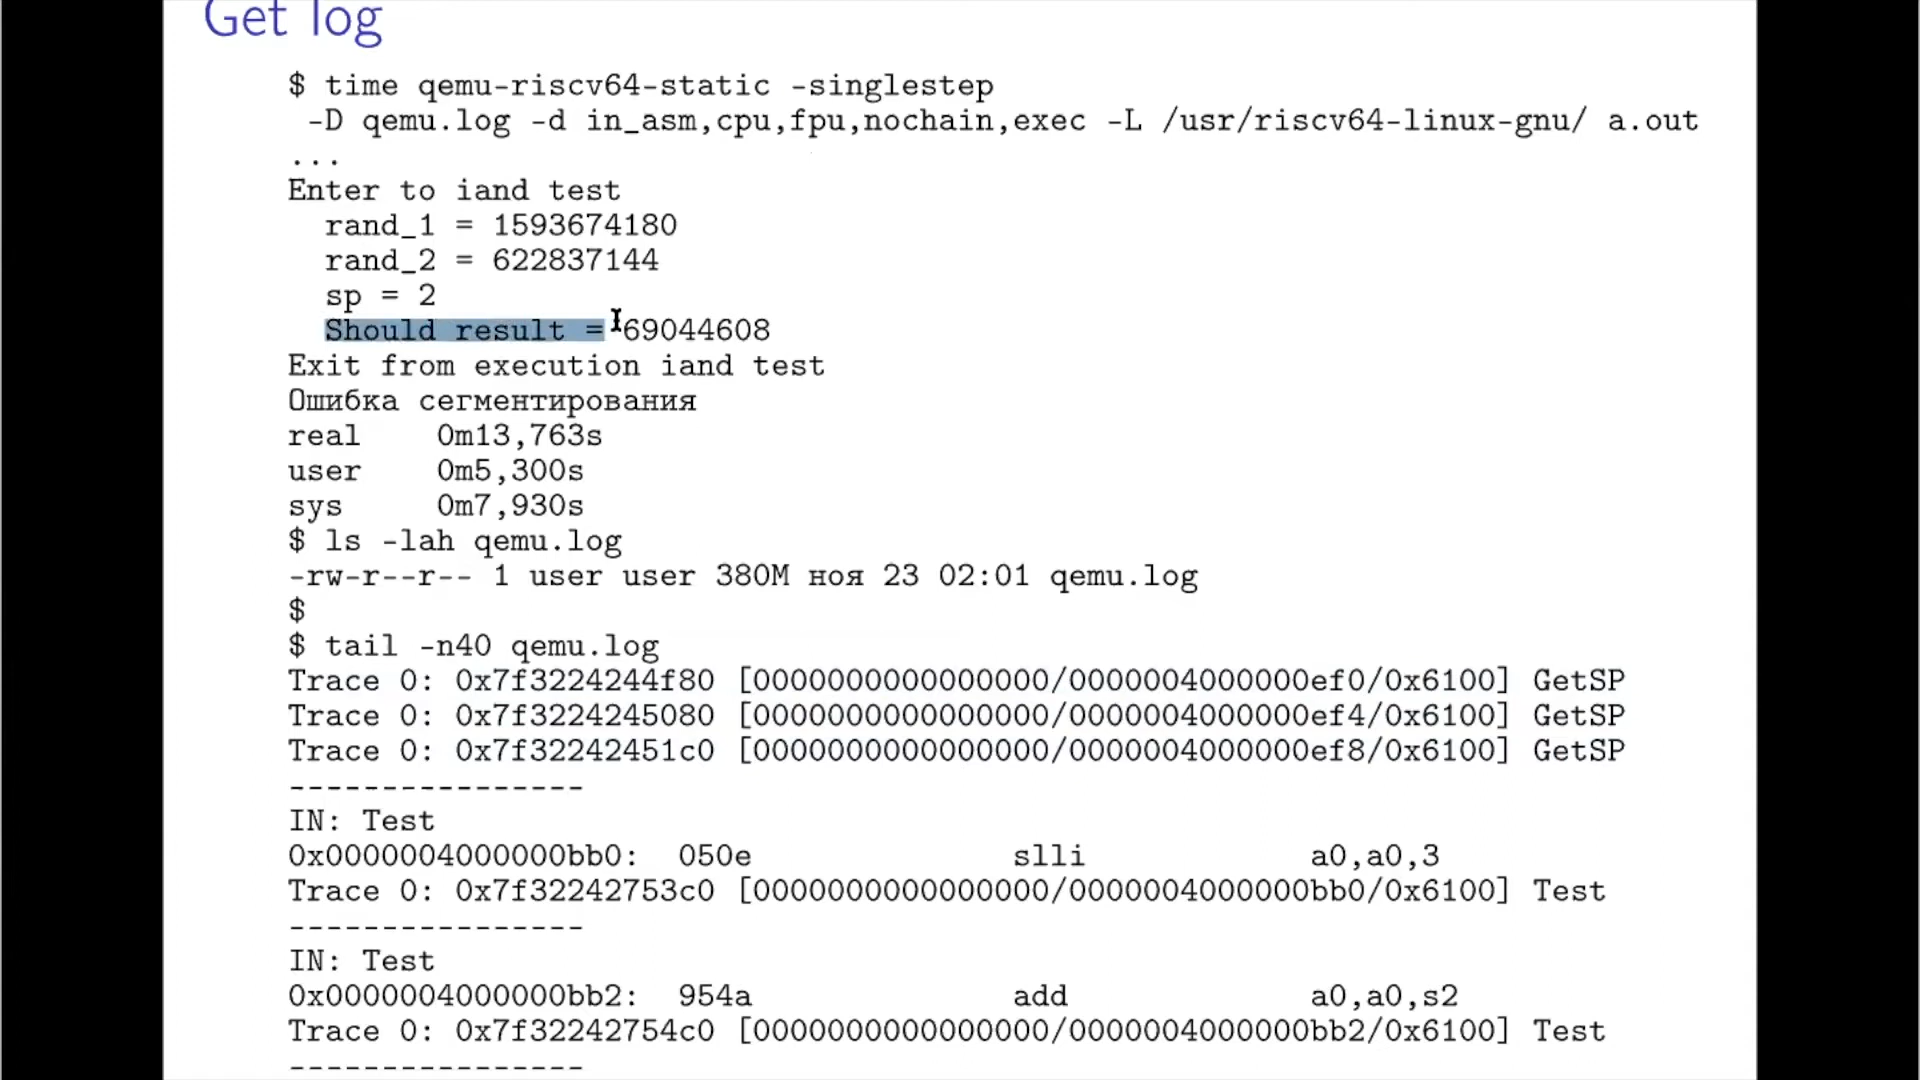 Get log
$ time qemu-riscv64-static -singlestep
-D qemu.log -d in_asm,cpu,fpu,nochain,exec -L /usr/riscv64-linux-gnu/ a.out
...
Enter to iand test
rand_1 = 1593674180
rand_2 = 622837144
sp = 2
Should result = 69044608
Exit from execution iand test
Ошибка сегментирования
real 0m13,763s
user 0m5,300s
sys 0m7,930s
$ ls -lah qemu.log
-rw-r--r-- 1 user user 380M ноя 23 02:01 qemu.log
$
$ tail -n40 qemu.log
Trace 0: 0x7f3224244f80 [0000000000000000/0000004000000ef0/0x6100] GetSP
Trace 0: 0x7f3224245080 [0000000000000000/0000004000000ef4/0x6100] GetSP
Trace 0: 0x7f32242451c0 [0000000000000000/0000004000000ef8/0x6100] GetSP
----------------
IN: Test
0x0000004000000bb0: 050e slli a0,a0,3
Trace 0: 0x7f32242753c0 [0000000000000000/0000004000000bb0/0x6100] Test
----------------
IN: Test
0x0000004000000bb2: 954a add a0,a0,s2
Trace 0: 0x7f32242754c0 [0000000000000000/0000004000000bb2/0x6100] Test
----------------